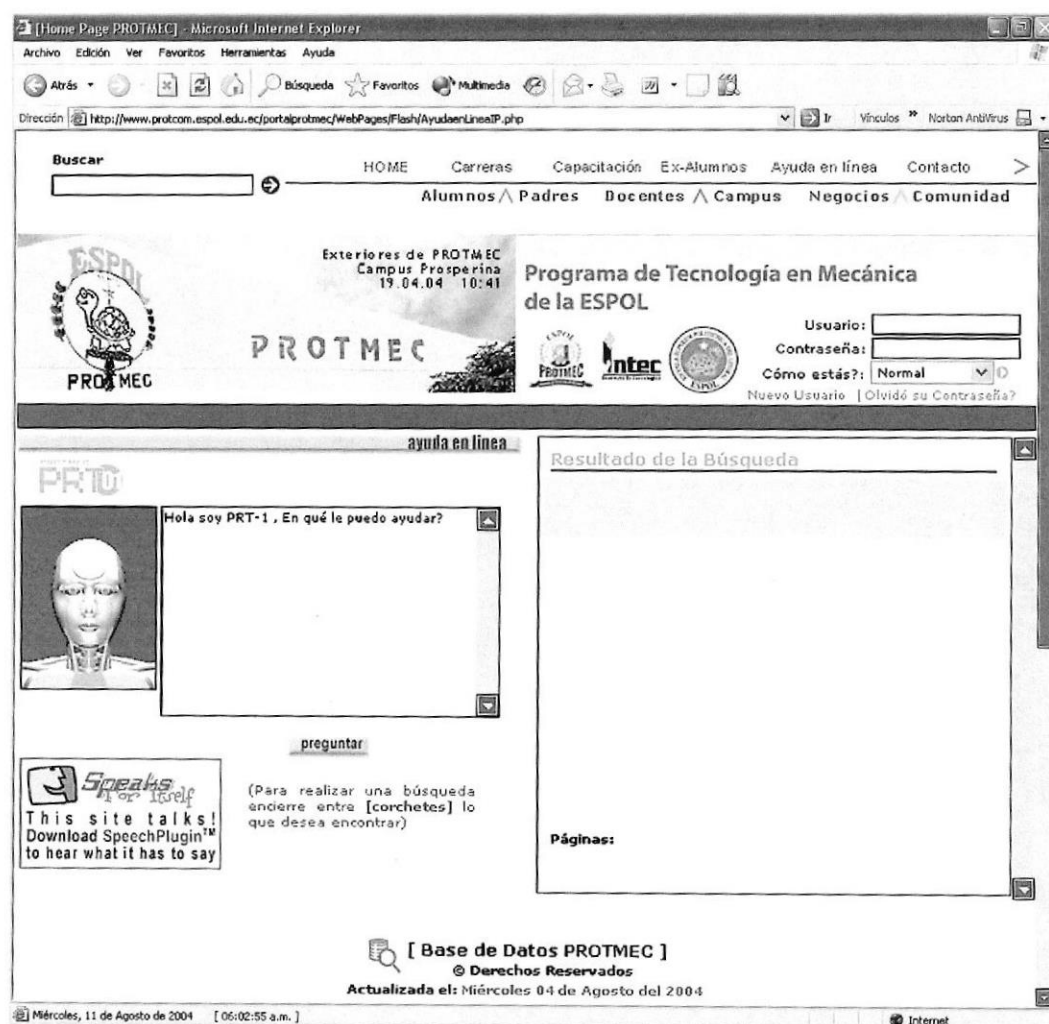 [Home Page PROTMEC] - Microsoft Internet Explorer
Archivo Edición Ver Favoritos Herramientas Ayuda
Atrás Búsqueda Favoritos Multimedia
Dirección http://www.protcom.espol.edu.ec/portalprotmec/WebPages/Flash/AyudaenLineaIP.php Ir Vínculos » Norton AntiVirus
Buscar
HOME Carreras Capacitación Ex-Alumnos Ayuda en línea Contacto >
Alumnos Padres Docentes Campus Negocios Comunidad
ESPOL
PROTMEC
Exteriores de PROTMEC
Campus Prosperina
19.04.04 10:41
PROTMEC
Programa de Tecnología en Mecánica
de la ESPOL
ESPOL
PROTMEC
intec
ESPOL
Usuario:
Contraseña:
Cómo estás?: Normal
Nuevo Usuario | Olvidó su Contraseña?
ayuda en linea
Resultado de la Búsqueda
Hola soy PRT-1 , En qué le puedo ayudar?
preguntar
Speaks
For Itself
This site talks!
Download SpeechPlugin™
to hear what it has to say
(Para realizar una búsqueda
encierre entre [corchetes] lo
que desea encontrar)
Páginas:
[ Base de Datos PROTMEC ]
© Derechos Reservados
Actualizada el: Miércoles 04 de Agosto del 2004
Miércoles, 11 de Agosto de 2004 [ 06:02:55 a.m. ] Internet